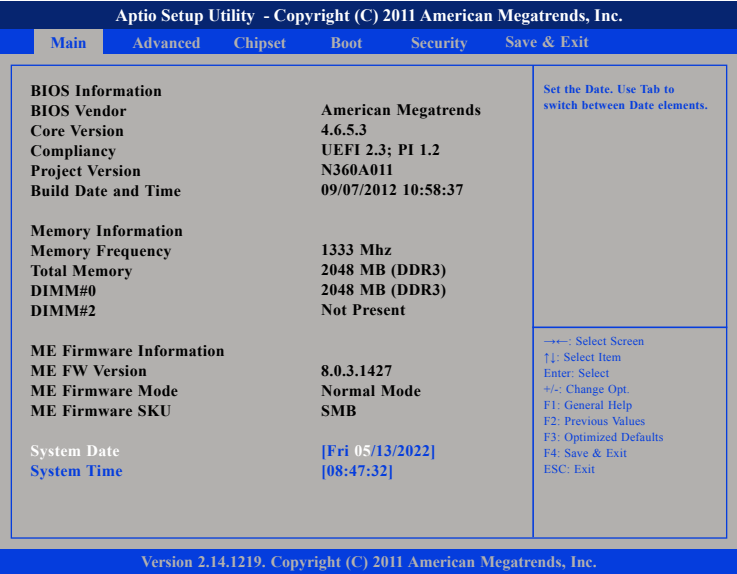 Aptio Setup Utility - Copyright (C) 2011 American Megatrends, Inc.
Main Advanced Chipset Boot Security Save & Exit
BIOS Information
BIOS Vendor American Megatrends
Core Version 4.6.5.3
Compliancy UEFI 2.3; PI 1.2
Project Version N360A011
Build Date and Time 09/07/2012 10:58:37
Memory Information
Memory Frequency 1333 Mhz
Total Memory 2048 MB (DDR3)
DIMM#0 2048 MB (DDR3)
DIMM#2 Not Present
ME Firmware Information
ME FW Version 8.0.3.1427
ME Firmware Mode Normal Mode
ME Firmware SKU SMB
System Date [Fri 05/13/2022]
System Time [08:47:32]
Set the Date. Use Tab to
switch between Date elements.
→←: Select Screen
↑↓: Select Item
Enter: Select
+/-: Change Opt.
F1: General Help
F2: Previous Values
F3: Optimized Defaults
F4: Save & Exit
ESC: Exit
Version 2.14.1219. Copyright (C) 2011 American Megatrends, Inc.